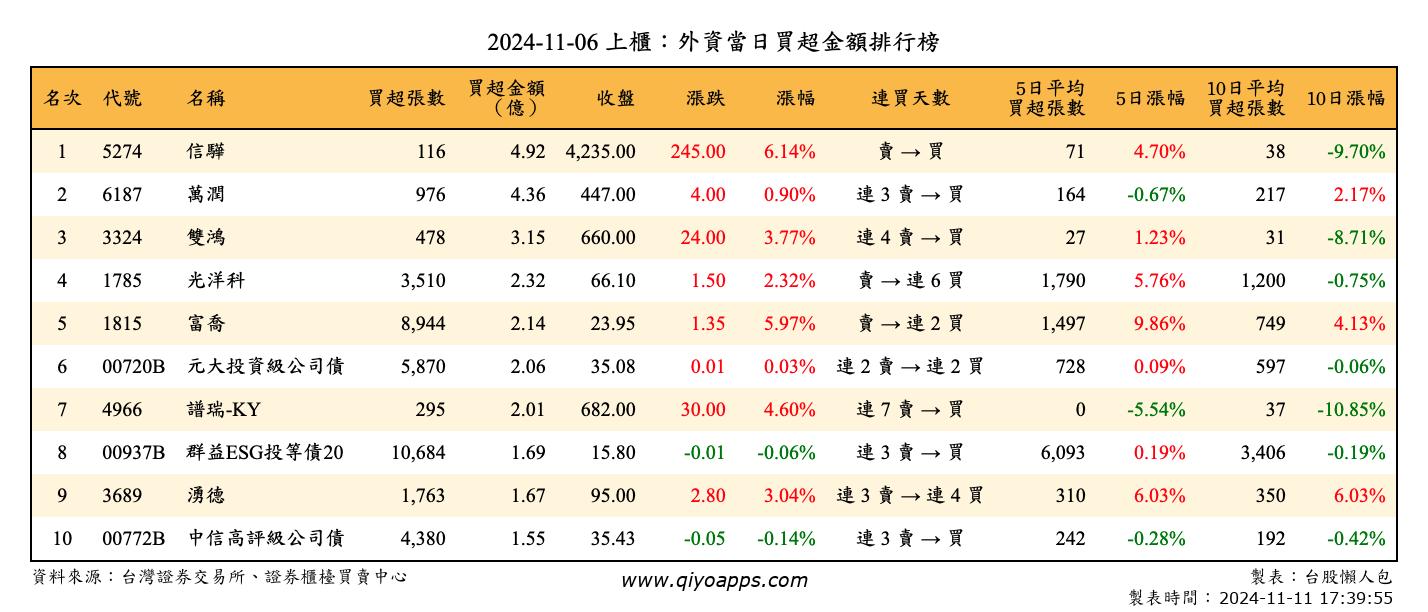 2024-11-06 上櫃：外資當日買超金額排行榜
名次 代號 名稱 買超張數 買超金額（億） 收盤 漲跌 漲幅 連買天數 5日平均買超張數 5日漲幅 10日平均買超張數 10日漲幅
1 5274 信驊 116 4.92 4,235.00 245.00 6.14% 賣 → 買 71 4.70% 38 -9.70%
2 6187 萬潤 976 4.36 447.00 4.00 0.90% 連 3 賣 → 買 164 -0.67% 217 2.17%
3 3324 雙鴻 478 3.15 660.00 24.00 3.77% 連 4 賣 → 買 27 1.23% 31 -8.71%
4 1785 光洋科 3,510 2.32 66.10 1.50 2.32% 賣 → 連 6 買 1,790 5.76% 1,200 -0.75%
5 1815 富喬 8,944 2.14 23.95 1.35 5.97% 賣 → 連 2 買 1,497 9.86% 749 4.13%
6 00720B 元大投資級公司債 5,870 2.06 35.08 0.01 0.03% 連 2 賣 → 連 2 買 728 0.09% 597 -0.06%
7 4966 譜瑞-KY 295 2.01 682.00 30.00 4.60% 連 7 賣 → 買 0 -5.54% 37 -10.85%
8 00937B 群益ESG投等債20 10,684 1.69 15.80 -0.01 -0.06% 連 3 賣 → 買 6,093 0.19% 3,406 -0.19%
9 3689 湧德 1,763 1.67 95.00 2.80 3.04% 連 3 賣 → 連 4 買 310 6.03% 350 6.03%
10 00772B 中信高評級公司債 4,380 1.55 35.43 -0.05 -0.14% 連 3 賣 → 買 242 -0.28% 192 -0.42%
資料來源：台灣證券交易所、證券櫃檯買賣中心 www.qiyoapps.com 製表：台股懶人包
製表時間：2024-11-11 17:39:55